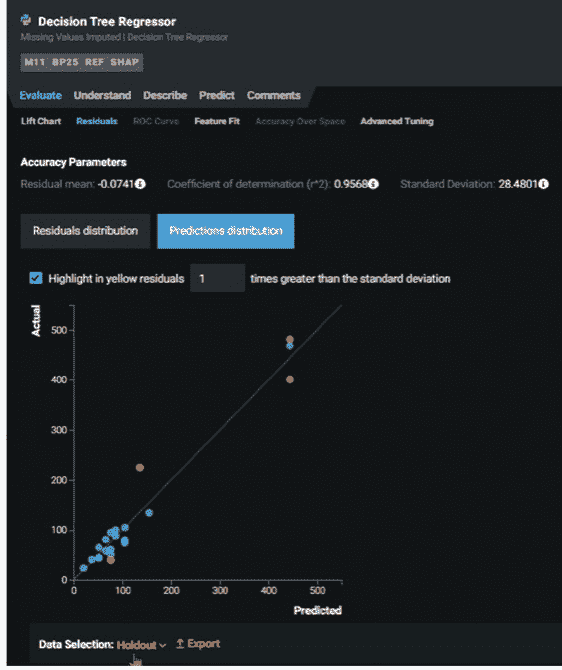 Decision Tree Regressor
Missing Values Imputed | Decision Tree Regressor
M11 BP25 REF SHAP
Evaluate Understand Describe Predict Comments
Lift Chart Residuals ROC Curve Feature Fit Accuracy Over Space Advanced Tuning
Accuracy Parameters
Residual mean: -0.0741 Coefficient of determination (r^2): 0.9568 Standard Deviation: 28.4801
Residuals distribution Predictions distribution
Highlight in yellow residuals 1 times greater than the standard deviation
Actual
500
400
300
200
100
0
0 100 200 300 400 500
Predicted
Data Selection: Holdout Export